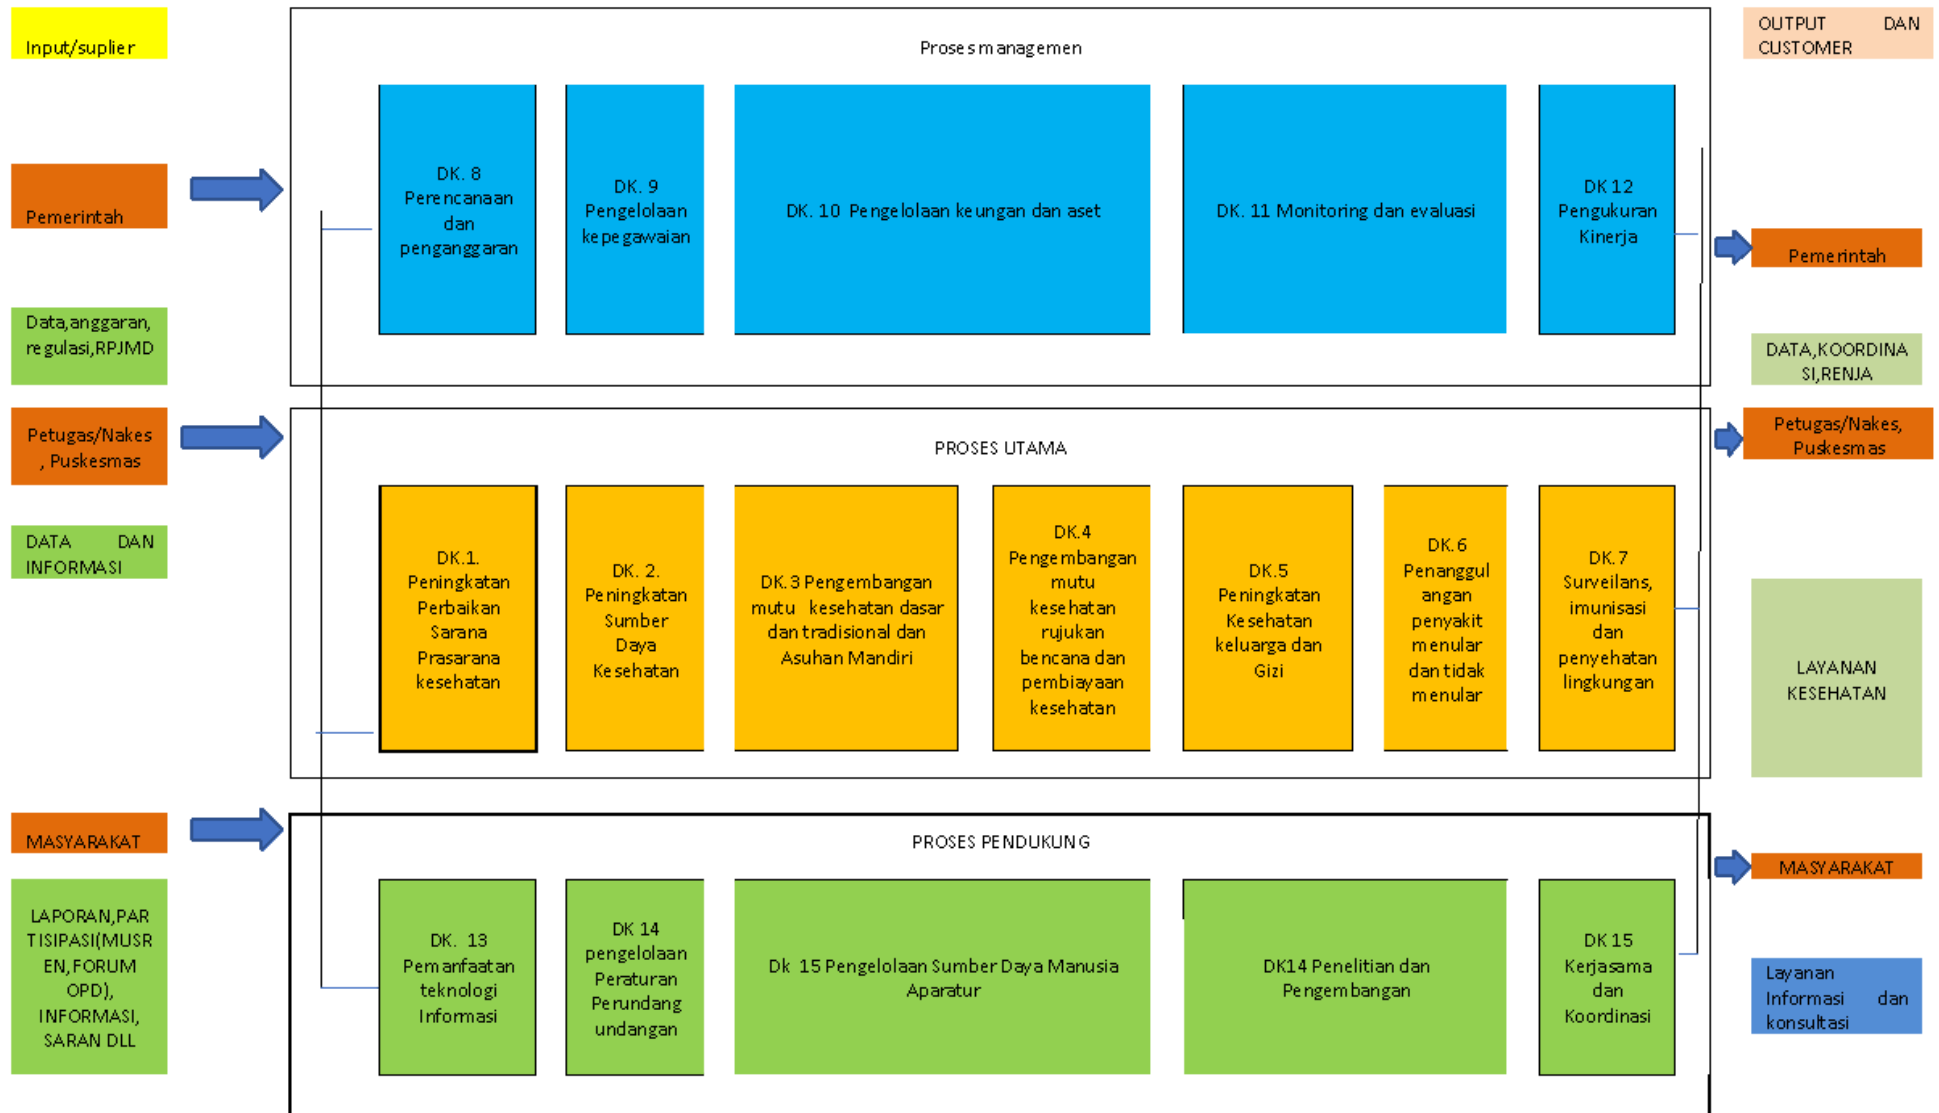 Input/suplier
Proses managemen
OUTPUT DAN
CUSTOMER
Pemerintah
DK. 8
Perencanaan
dan
penganggaran
DK. 9
Pengelolaan
kepegawaian
DK. 10 Pengelolaan keungan dan aset
DK. 11 Monitoring dan evaluasi
DK 12
Pengukuran
Kinerja
Pemerintah
Data,anggaran,
regulasi,RPJMD
DATA,KOORDINA
SI,RENJA
Petugas/Nakes
, Puskesmas
PROSES UTAMA
Petugas/Nakes,
Puskesmas
DATA DAN
INFORMASI
DK.1.
Peningkatan
Perbaikan
Sarana
Prasarana
kesehatan
DK. 2.
Peningkatan
Sumber
Daya
Kesehatan
DK.3 Pengembangan
mutu kesehatan dasar
dan tradisional dan
Asuhan Mandiri
DK.4
Pengembangan
mutu
kesehatan
rujukan
bencana dan
pembiayaan
kesehatan
DK.5
Peningkatan
Kesehatan
keluarga dan
Gizi
DK.6
Penanggul
angan
penyakit
menular
dan tidak
menular
DK.7
Surveilans,
imunisasi
dan
penyehatan
lingkungan
LAYANAN
KESEHATAN
MASYARAKAT
PROSES PENDUKUNG
MASYARAKAT
LAPORAN,PAR
TISIPASI(MUSR
EN,FORUM
OPD),
INFORMASI,
SARAN DLL
DK. 13
Pemanfaatan
teknologi
Informasi
DK 14
pengelolaan
Peraturan
Perundang
undangan
Dk 15 Pengelolaan Sumber Daya Manusia
Aparatur
DK14 Penelitian dan
Pengembangan
DK 15
Kerjasama
dan
Koordinasi
Layanan
Informasi dan
konsultasi